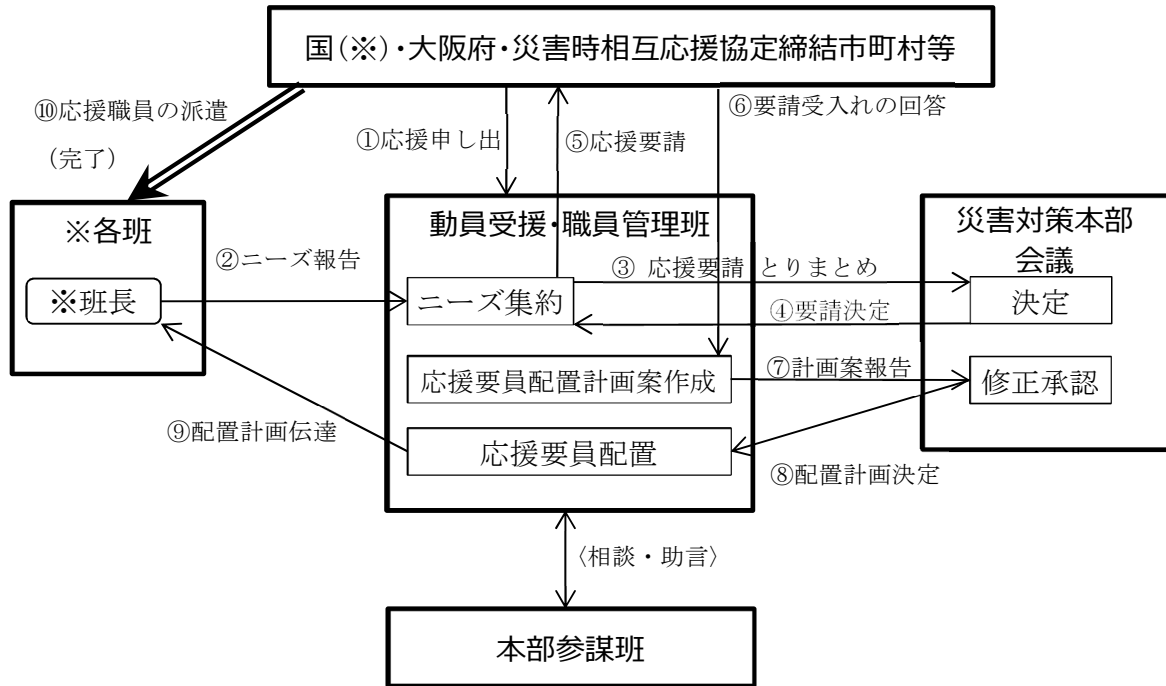 国(※)・大阪府・災害時相互応援協定締結市町村等
⑩応援職員の派遣
(完了)
①応援申し出
⑤応援要請
⑥要請受入れの回答
※各班
※班長
②ニーズ報告
動員受援・職員管理班
ニーズ集約
③ 応援要請 とりまとめ
④要請決定
災害対策本部
会議
決定
応援要員配置計画案作成
⑦計画案報告
修正承認
⑨配置計画伝達
応援要員配置
⑧配置計画決定
〈相談・助言〉
本部参謀班